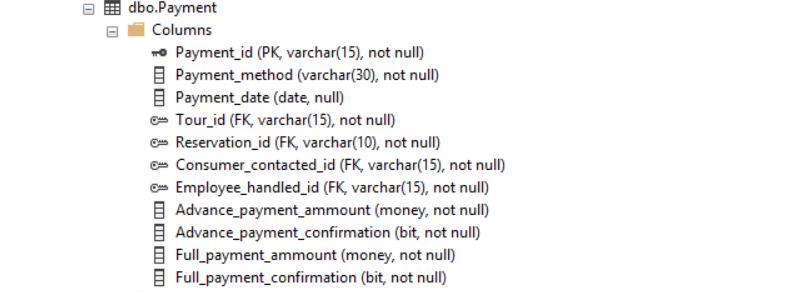 dbo.Payment
Columns
Payment_id (PK, varchar(15), not null)
Payment_method (varchar(30), not null)
Payment_date (date, null)
Tour_id (FK, varchar(15), not null)
Reservation_id (FK, varchar(10), not null)
Consumer_contacted_id (FK, varchar(15), not null)
Employee_handled_id (FK, varchar(15), not null)
Advance_payment_ammount (money, not null)
Advance_payment_confirmation (bit, not null)
Full_payment_ammount (money, not null)
Full_payment_confirmation (bit, not null)